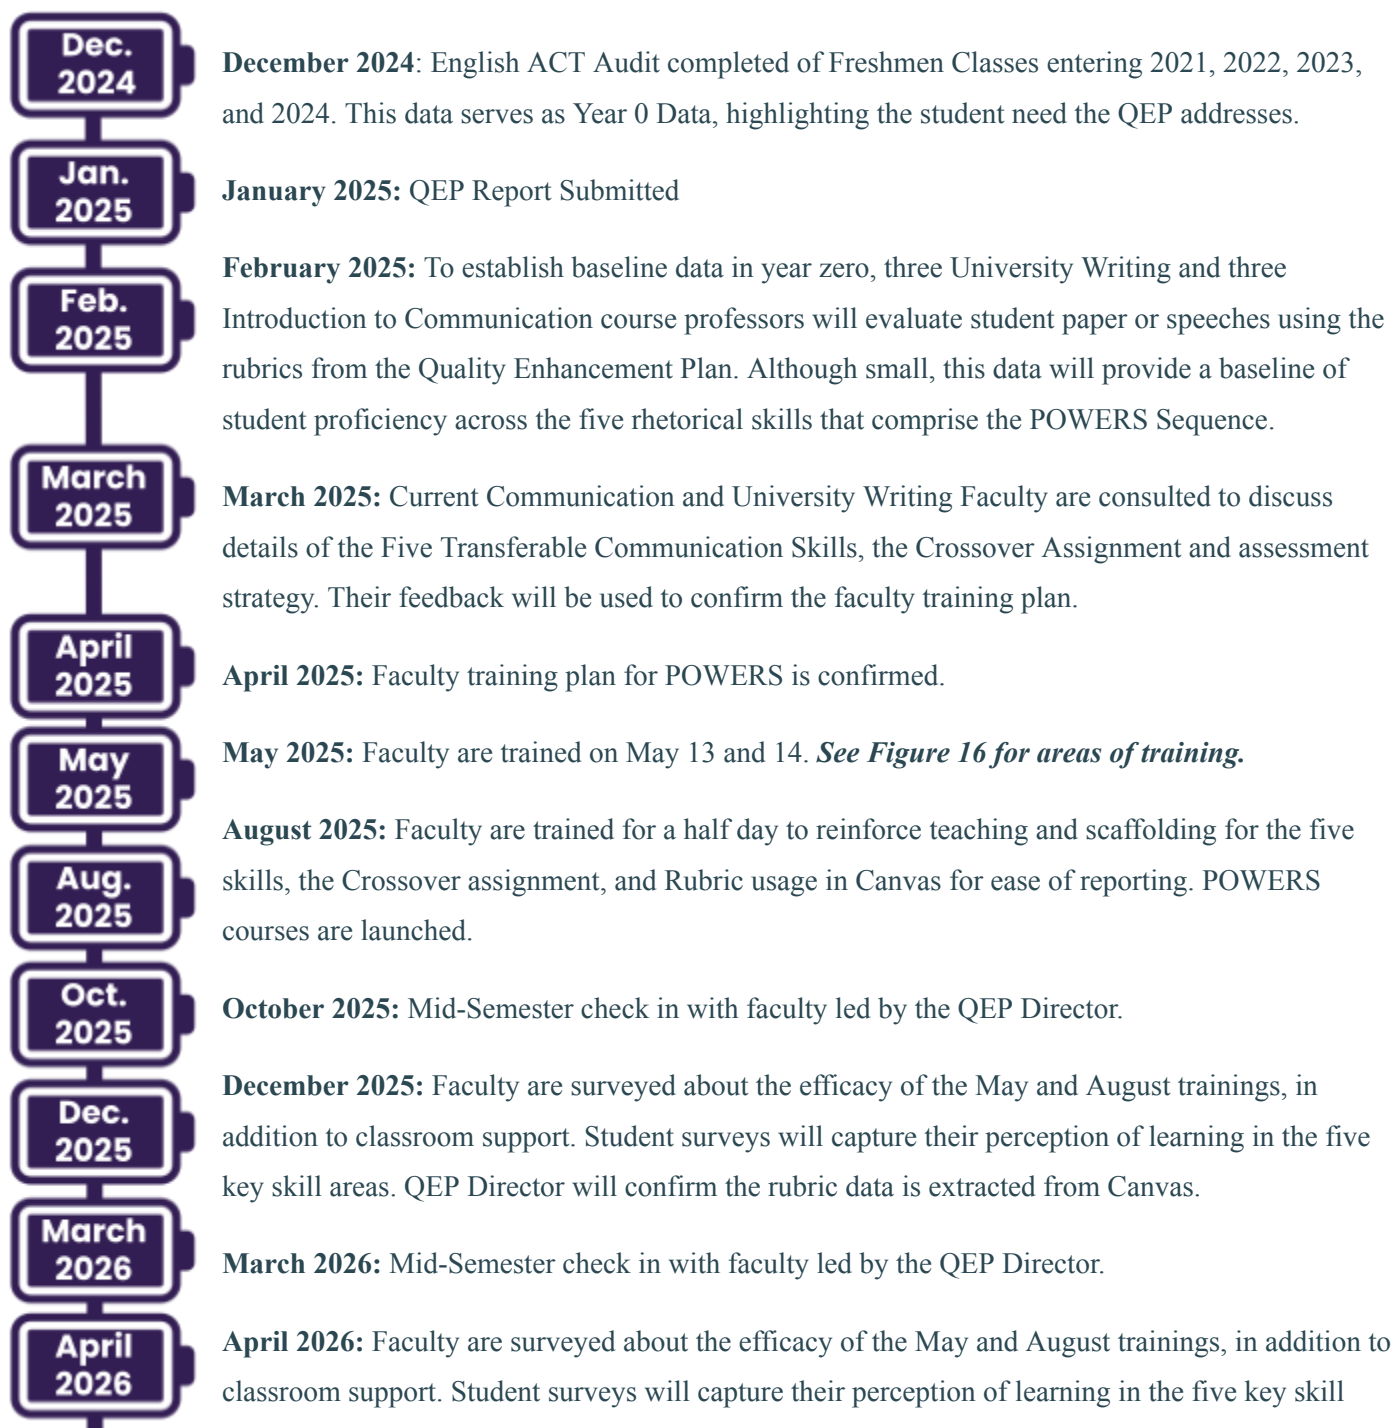 Dec.
2024
December 2024: English ACT Audit completed of Freshmen Classes entering 2021, 2022, 2023,
and 2024. This data serves as Year 0 Data, highlighting the student need the QEP addresses.
Jan.
2025
January 2025: QEP Report Submitted
Feb.
2025
February 2025: To establish baseline data in year zero, three University Writing and three
Introduction to Communication course professors will evaluate student paper or speeches using the
rubrics from the Quality Enhancement Plan. Although small, this data will provide a baseline of
student proficiency across the five rhetorical skills that comprise the POWERS Sequence.
March
2025
March 2025: Current Communication and University Writing Faculty are consulted to discuss
details of the Five Transferable Communication Skills, the Crossover Assignment and assessment
strategy. Their feedback will be used to confirm the faculty training plan.
April
2025
April 2025: Faculty training plan for POWERS is confirmed.
May
2025
May 2025: Faculty are trained on May 13 and 14. See Figure 16 for areas of training.
Aug.
2025
August 2025: Faculty are trained for a half day to reinforce teaching and scaffolding for the five
skills, the Crossover assignment, and Rubric usage in Canvas for ease of reporting. POWERS
courses are launched.
Oct.
2025
October 2025: Mid-Semester check in with faculty led by the QEP Director.
Dec.
2025
December 2025: Faculty are surveyed about the efficacy of the May and August trainings, in
addition to classroom support. Student surveys will capture their perception of learning in the five
key skill areas. QEP Director will confirm the rubric data is extracted from Canvas.
March
2026
March 2026: Mid-Semester check in with faculty led by the QEP Director.
April
2026
April 2026: Faculty are surveyed about the efficacy of the May and August trainings, in addition to
classroom support. Student surveys will capture their perception of learning in the five key skill